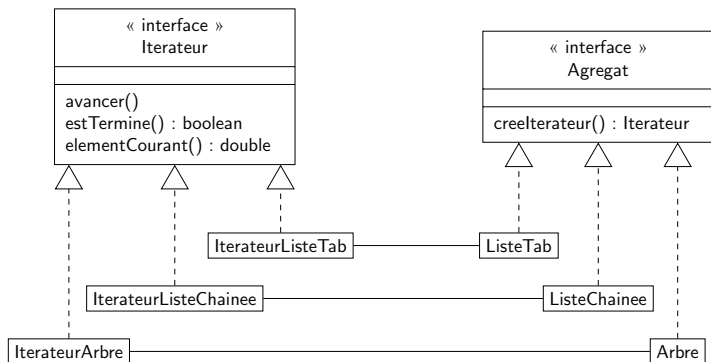 « interface »
Iterateur
avancer()
estTermine() : boolean
elementCourant() : double
« interface »
Agregat
creeIterateur() : Iterateur
IterateurListeTab
ListeTab
IterateurListeChainee
ListeChainee
IterateurArbre
Arbre